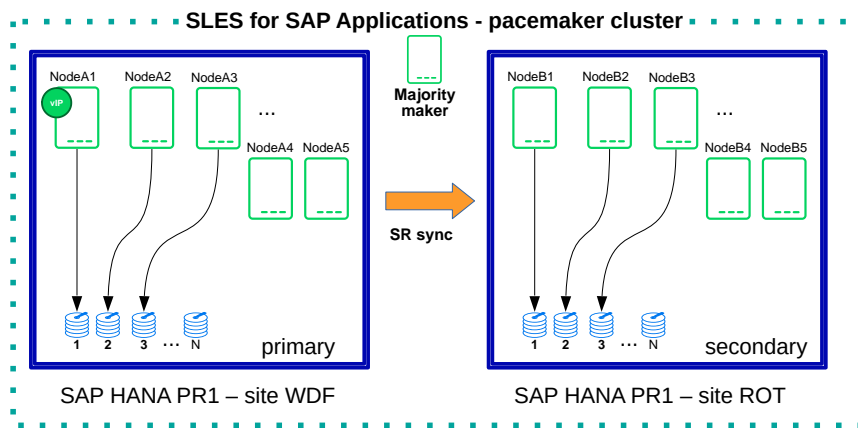 SLES for SAP Applications - pacemaker cluster
NodeA1
NodeA2
NodeA3
vIP
...
NodeA4
NodeA5
Majority
maker
NodeB1
NodeB2
NodeB3
...
NodeB4
NodeB5
SR sync
1
2
3
...
N
primary
1
2
3
...
N
secondary
SAP HANA PR1 – site WDF
SAP HANA PR1 – site ROT